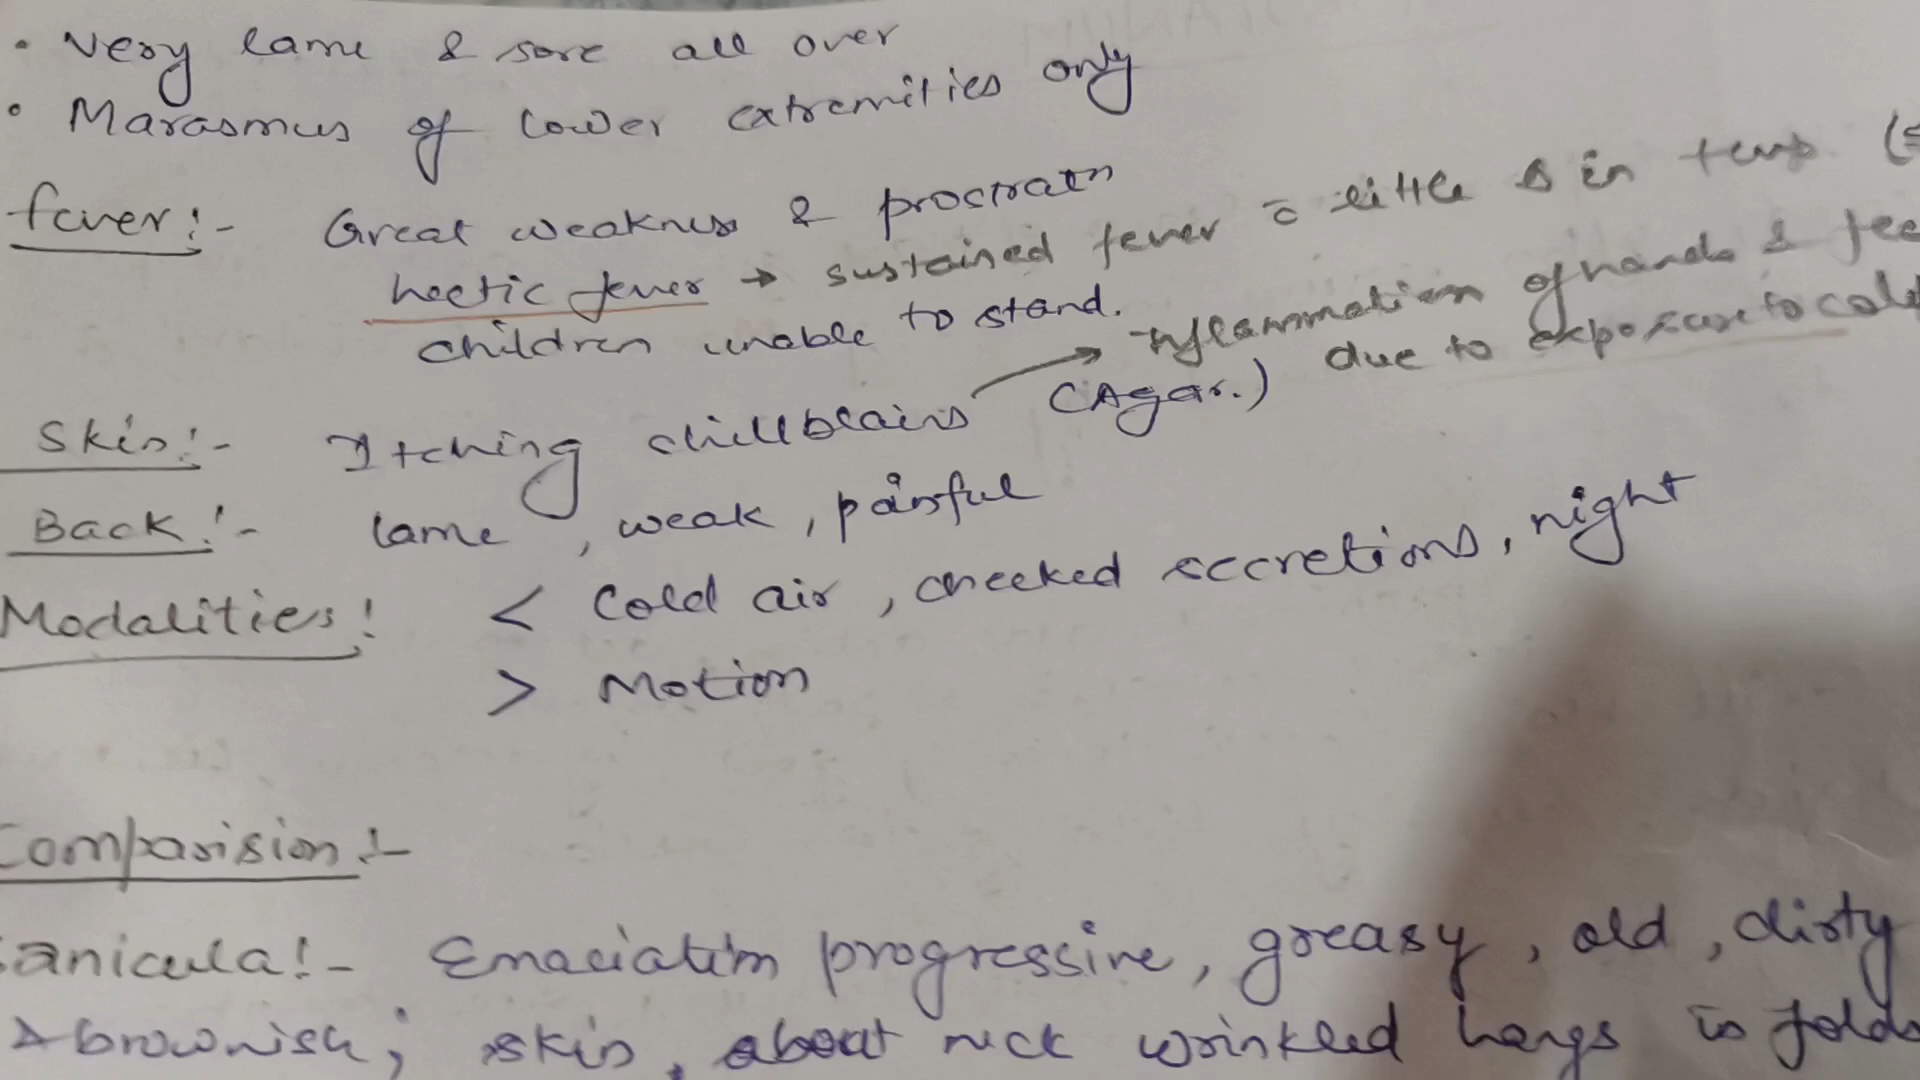 • Very lame & sore all over
• Marasmus of lower extremities only
fever:- Great weakness & prostratn
hectic fever → sustained fever c̄ little Δ in temp (
children unable to stand.
Skin:- Itching chillblains (Agar.) → Inflammation of hands & fee
due to exposure to cold
Back:- lame, weak, painful
Modalities: < Cold air, checked secretions, night
> Motion
Comparision:-
Sanicula:- Emaciation progressive, greasy, old, dirty
& brownish; skin, about neck wrinkled hangs in folds